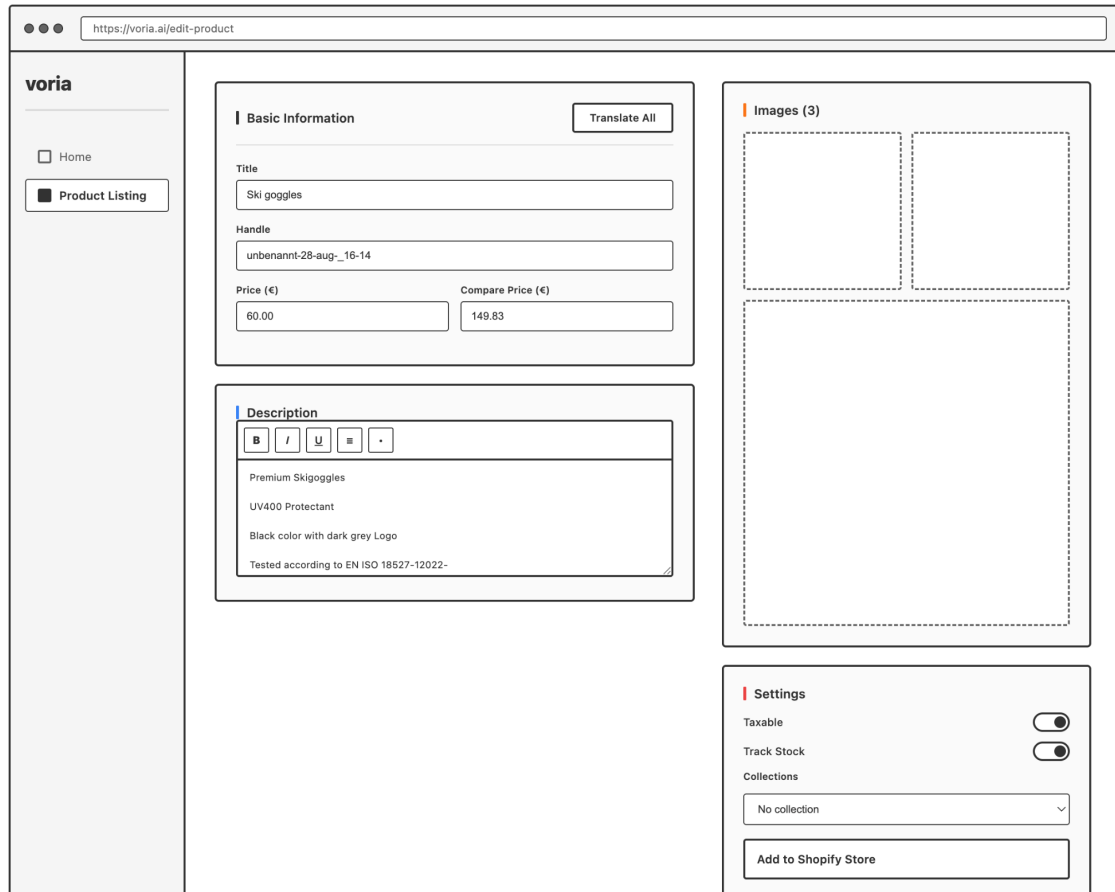 https://voria.ai/edit-product
voria
Home
Product Listing
Basic Information
Translate All
Title
Ski goggles
Handle
unbenannt-28-aug-_16-14
Price (€)
Compare Price (€)
60.00
149.83
Description
B I U ≡ •
Premium Skigoggles
UV400 Protectant
Black color with dark grey Logo
Tested according to EN ISO 18527-12022-
Images (3)
Settings
Taxable
Track Stock
Collections
No collection
Add to Shopify Store